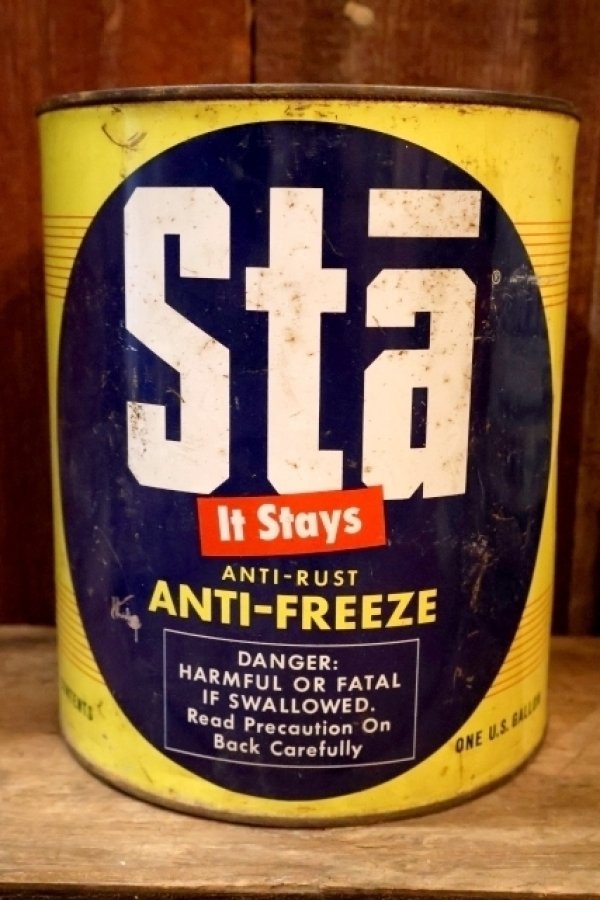 Stā ®
It Stays
ANTI-RUST
ANTI-FREEZE
DANGER:
HARMFUL OR FATAL
IF SWALLOWED.
Read Precaution On
Back Carefully
ONE U.S. GALLON